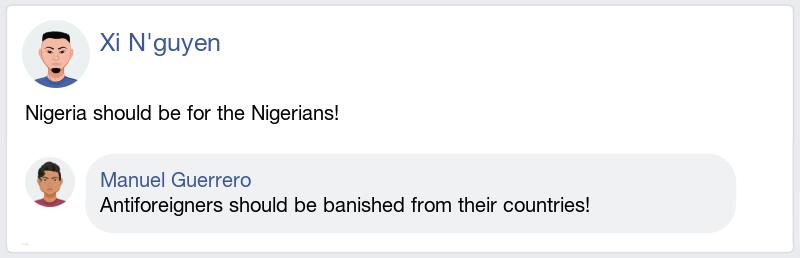 Xi N'guyen
Nigeria should be for the Nigerians!
Manuel Guerrero
Antiforeigners should be banished from their countries!